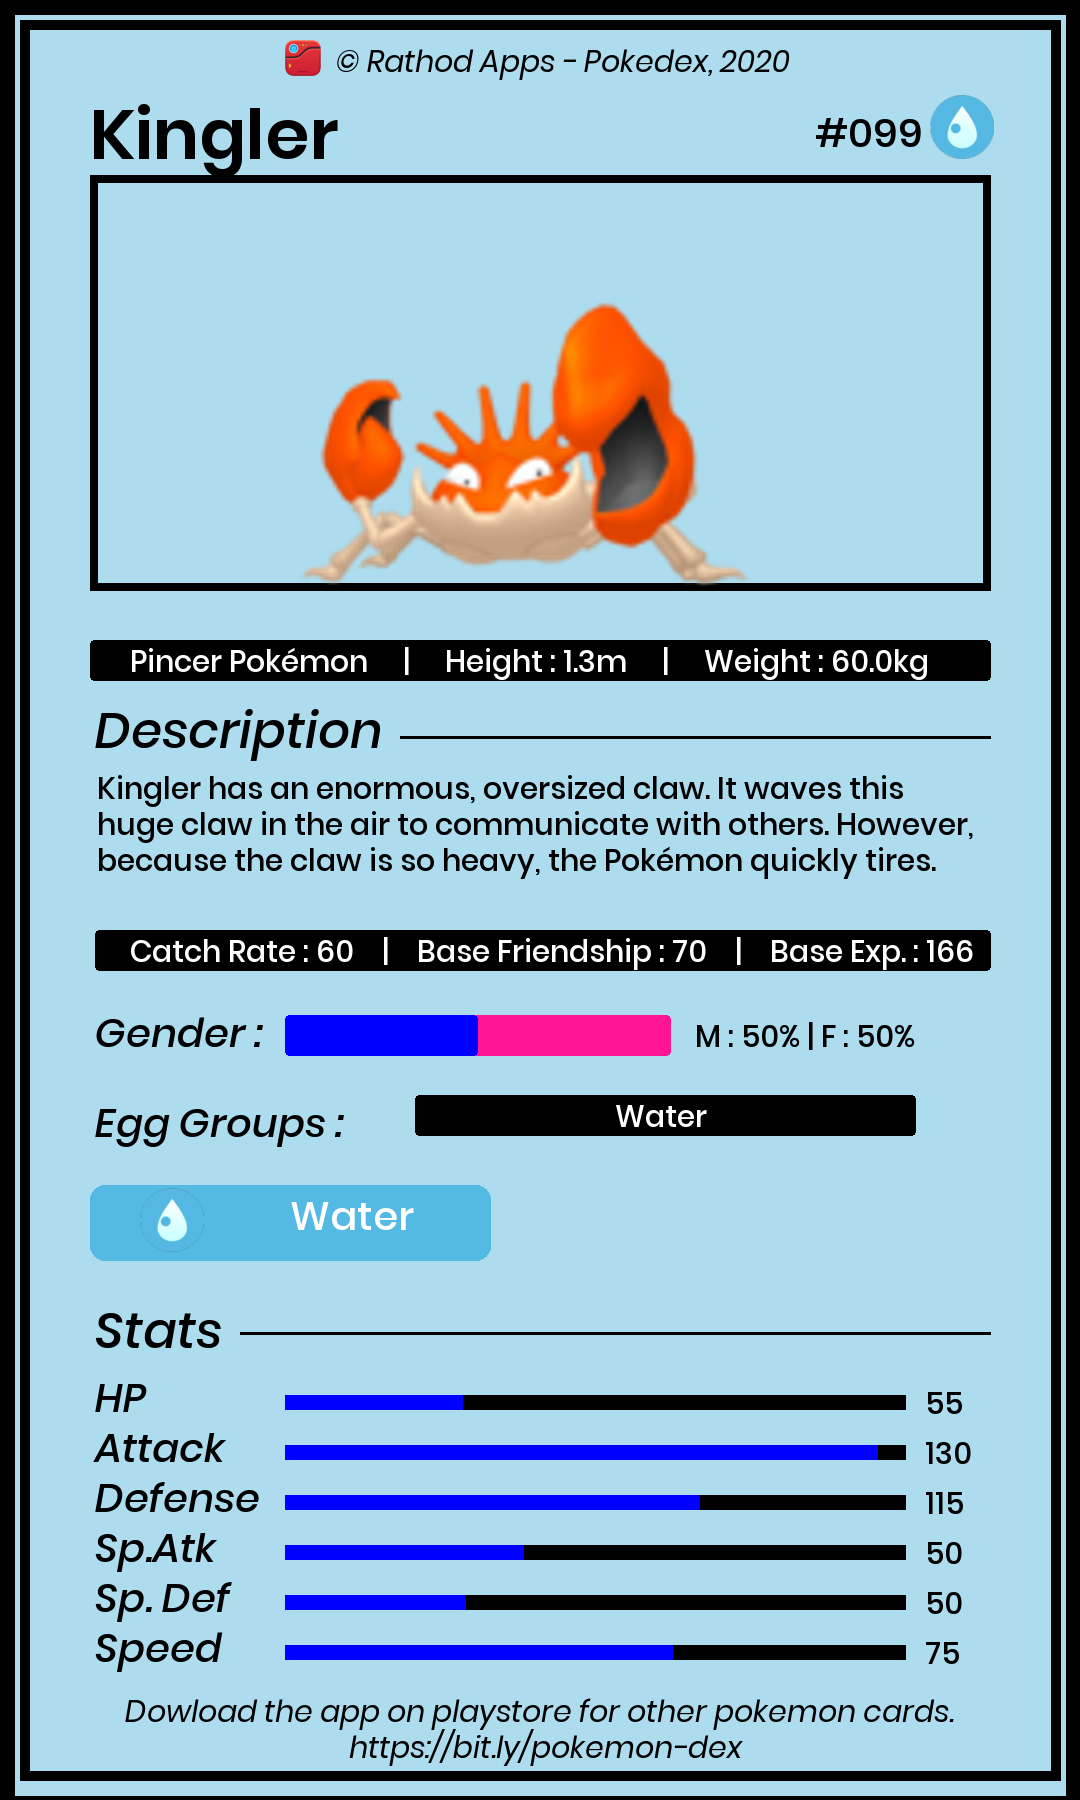 © Rathod Apps - Pokedex, 2020
Kingler #099
Pincer Pokémon | Height : 1.3m | Weight : 60.0kg
Description
Kingler has an enormous, oversized claw. It waves this
huge claw in the air to communicate with others. However,
because the claw is so heavy, the Pokémon quickly tires.
Catch Rate : 60 | Base Friendship : 70 | Base Exp. : 166
Gender : M : 50% | F : 50%
Egg Groups : Water
Water
Stats
HP 55
Attack 130
Defense 115
Sp.Atk 50
Sp. Def 50
Speed 75
Dowload the app on playstore for other pokemon cards.
https://bit.ly/pokemon-dex